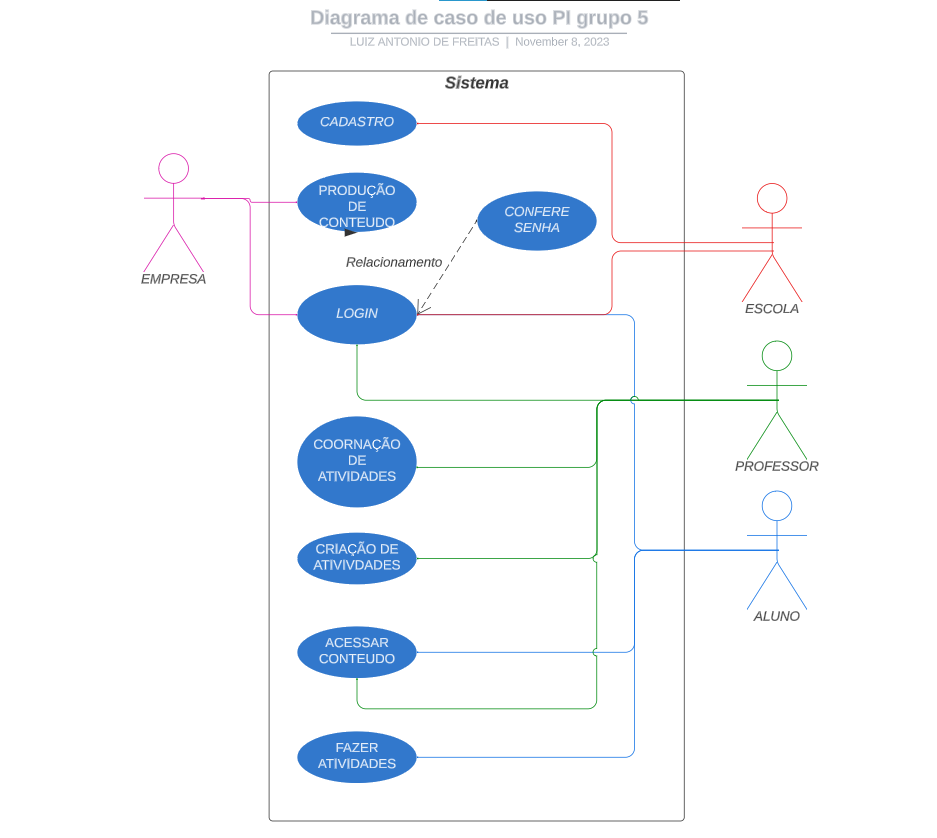 Diagrama de caso de uso PI grupo 5
LUIZ ANTONIO DE FREITAS | November 8, 2023
Sistema
CADASTRO
PRODUÇÃO
DE
CONTEUDO
CONFERE
SENHA
Relacionamento
EMPRESA
LOGIN
ESCOLA
COORNAÇÃO
DE
ATIVIDADES
PROFESSOR
CRIAÇÃO DE
ATIVIVDADES
ALUNO
ACESSAR
CONTEUDO
FAZER
ATIVIDADES